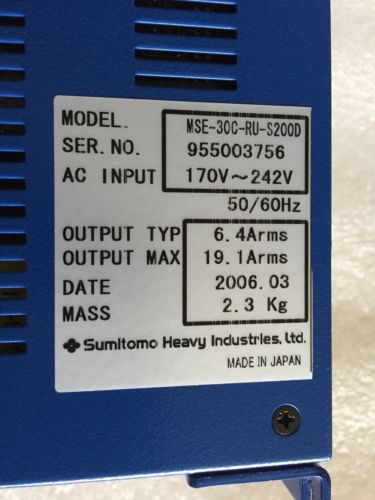 MODEL. MSE-30C-RU-S200D
SER.NO. 955003756
AC INPUT 170V～242V
50/60Hz
OUTPUT TYP 6.4Arms
OUTPUT MAX 19.1Arms
DATE 2006.03
MASS 2.3 Kg
Sumitomo Heavy Industries, Ltd.
MADE IN JAPAN